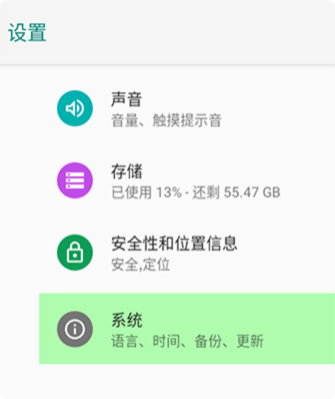 设置
声音
音量、触摸提示音
存储
已使用 13% - 还剩 55.47 GB
安全性和位置信息
安全,定位
系统
语言、时间、备份、更新